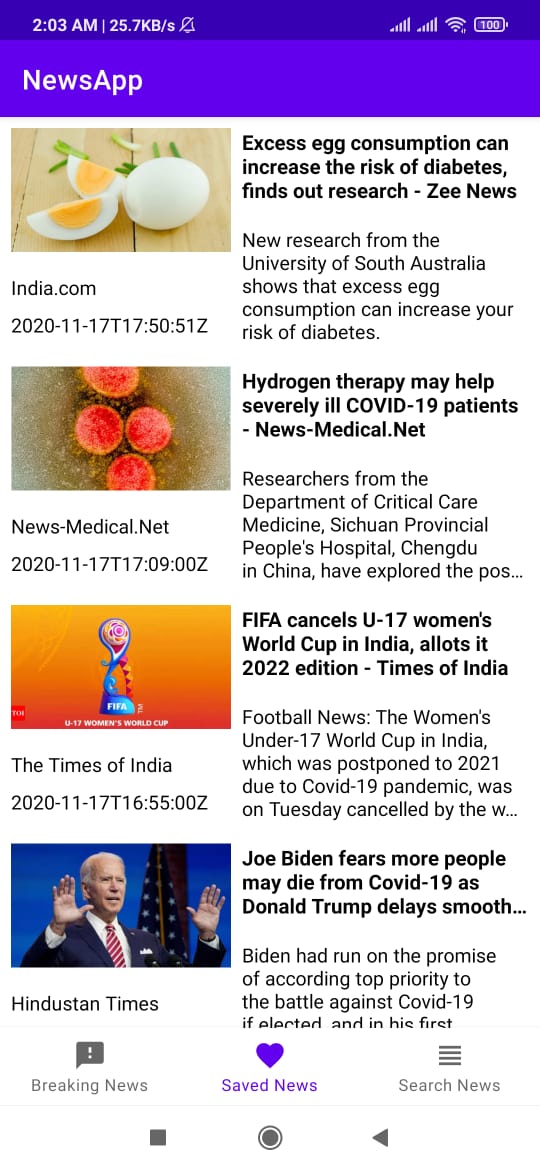 2:03 AM | 25.7KB/s
100
NewsApp
Excess egg consumption can
increase the risk of diabetes,
finds out research - Zee News
New research from the
University of South Australia
shows that excess egg
consumption can increase your
risk of diabetes.
India.com
2020-11-17T17:50:51Z
Hydrogen therapy may help
severely ill COVID-19 patients
- News-Medical.Net
Researchers from the
Department of Critical Care
Medicine, Sichuan Provincial
People's Hospital, Chengdu
in China, have explored the pos…
News-Medical.Net
2020-11-17T17:09:00Z
FIFA
TM
TOI
U-17 WOMEN'S WORLD CUP
FIFA cancels U-17 women's
World Cup in India, allots it
2022 edition - Times of India
Football News: The Women's
Under-17 World Cup in India,
which was postponed to 2021
due to Covid-19 pandemic, was
on Tuesday cancelled by the w…
The Times of India
2020-11-17T16:55:00Z
Joe Biden fears more people
may die from Covid-19 as
Donald Trump delays smooth…
Biden had run on the promise
of according top priority to
the battle against Covid-19
if elected, and in his first
Hindustan Times
Breaking News
Saved News
Search News